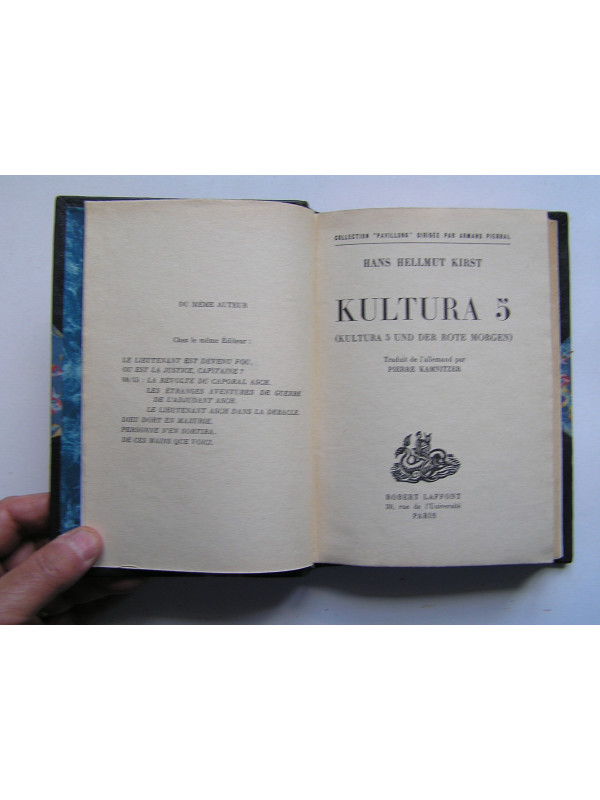 DU MÊME AUTEUR
Chez le même Editeur :
LE LIEUTENANT EST DEVENU FOU.
OU EST LA JUSTICE, CAPITAINE ?
08/15 : LA RÉVOLTE DU CAPORAL ASCH.
LES ÉTRANGES AVENTURES DE GUERRE
DE L'ADJUDANT ASCH.
LE LIEUTENANT ASCH DANS LA DÉBACLE.
DIEU DORT EN MASURIE.
PERSONNE N'EN SORTIRA.
DE CES MAINS QUE VOICI.
COLLECTION "PAVILLONS" DIRIGÉE PAR ARMAND PIERHAL
HANS HELLMUT KIRST
KULTURA 5
(KULTURA 5 UND DER ROTE MORGEN)
Traduit de l'allemand par
PIERRE KAMNITZER
ROBERT LAFFONT
30, rue de l'Université
PARIS